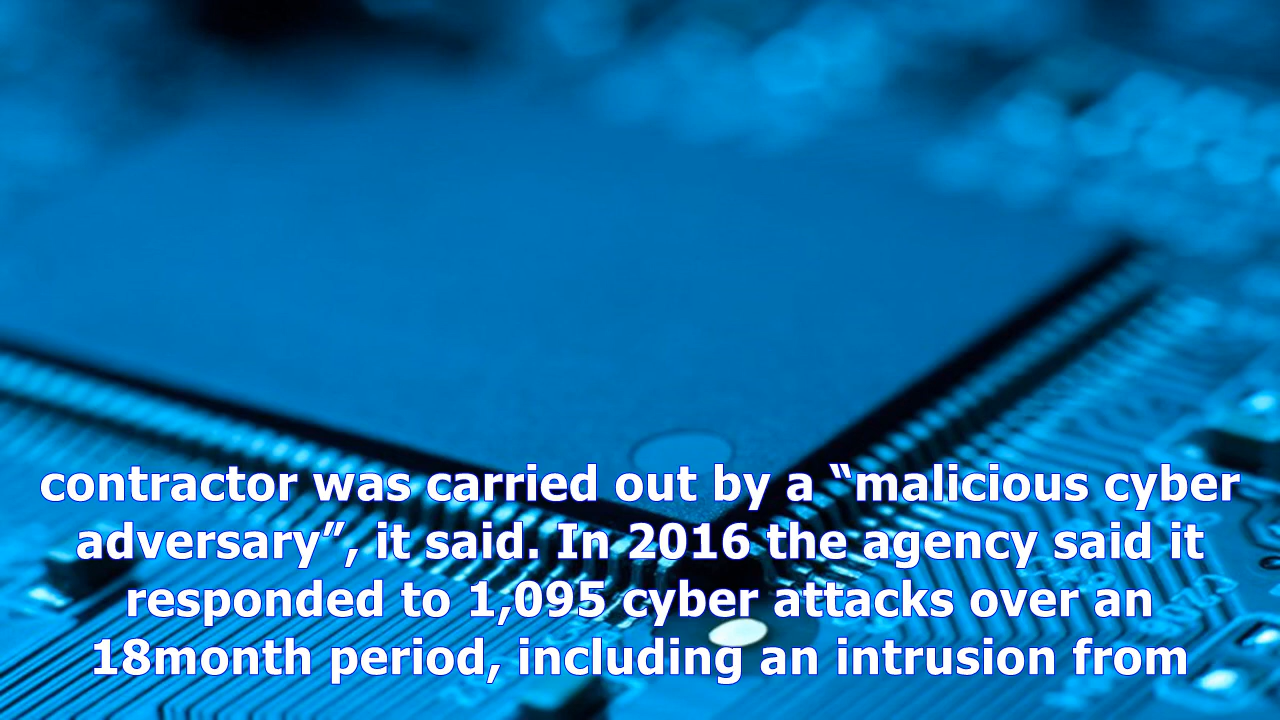 contractor was carried out by a “malicious cyber
adversary”, it said. In 2016 the agency said it
responded to 1,095 cyber attacks over an
18month period, including an intrusion from